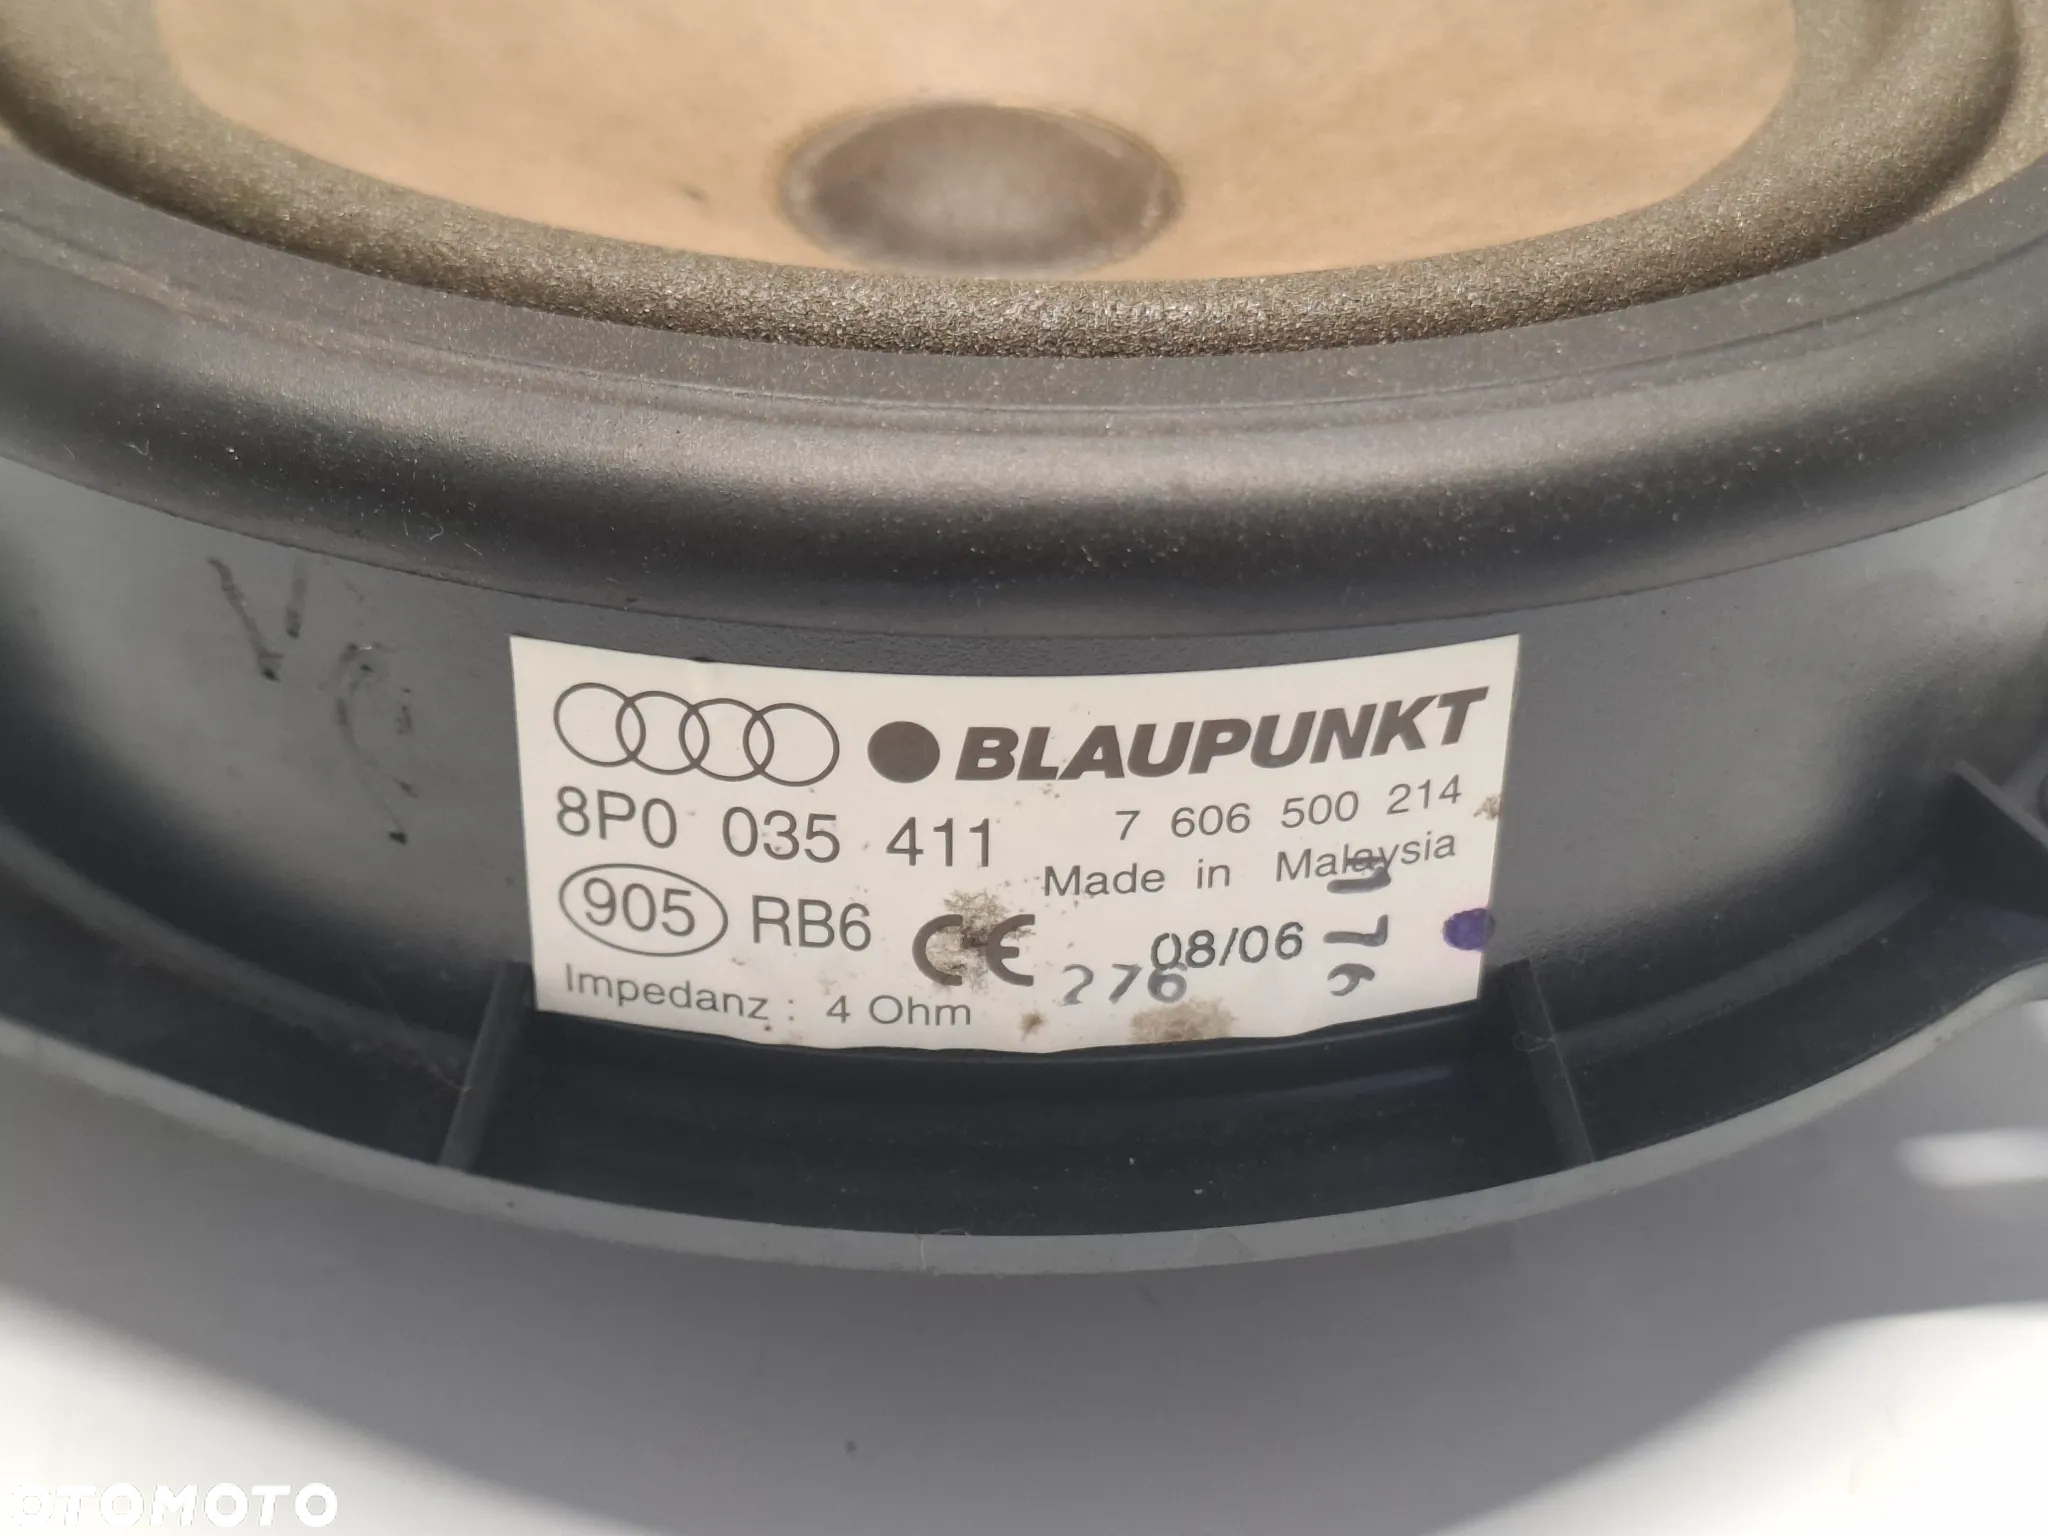 BLAUPUNKT
8P0 035 411
7 606 500 214
Made in Malaysia
905 RB6 CE
08/06
276
Impedanz : 4 Ohm
OTOMOTO